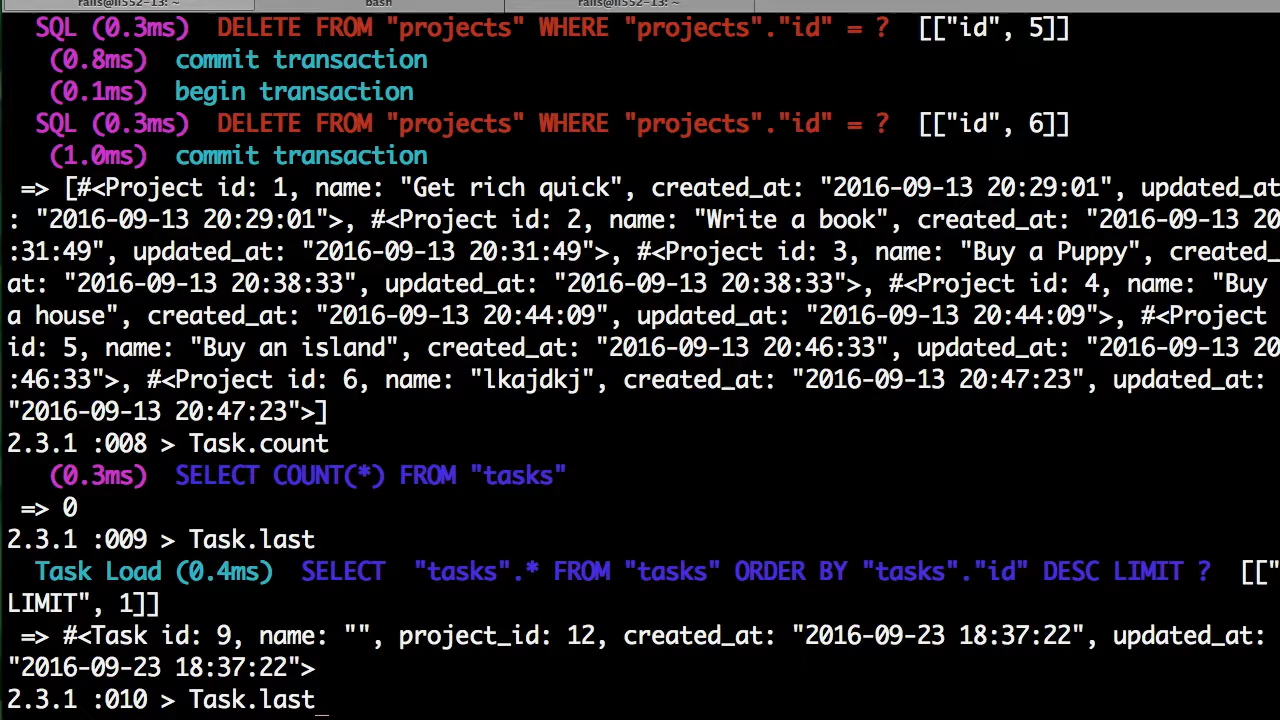 rails@li552-13: ~ bash rails@li552-13: ~
SQL (0.3ms) DELETE FROM "projects" WHERE "projects"."id" = ? [["id", 5]]
(0.8ms) commit transaction
(0.1ms) begin transaction
SQL (0.3ms) DELETE FROM "projects" WHERE "projects"."id" = ? [["id", 6]]
(1.0ms) commit transaction
=> [#<Project id: 1, name: "Get rich quick", created_at: "2016-09-13 20:29:01", updated_at
: "2016-09-13 20:29:01">, #<Project id: 2, name: "Write a book", created_at: "2016-09-13 20
:31:49", updated_at: "2016-09-13 20:31:49">, #<Project id: 3, name: "Buy a Puppy", created_
at: "2016-09-13 20:38:33", updated_at: "2016-09-13 20:38:33">, #<Project id: 4, name: "Buy
a house", created_at: "2016-09-13 20:44:09", updated_at: "2016-09-13 20:44:09">, #<Project
id: 5, name: "Buy an island", created_at: "2016-09-13 20:46:33", updated_at: "2016-09-13 20
:46:33">, #<Project id: 6, name: "lkajdkj", created_at: "2016-09-13 20:47:23", updated_at:
"2016-09-13 20:47:23">]
2.3.1 :008 > Task.count
(0.3ms) SELECT COUNT(*) FROM "tasks"
=> 0
2.3.1 :009 > Task.last
Task Load (0.4ms) SELECT "tasks".* FROM "tasks" ORDER BY "tasks"."id" DESC LIMIT ? [["
LIMIT", 1]]
=> #<Task id: 9, name: "", project_id: 12, created_at: "2016-09-23 18:37:22", updated_at:
"2016-09-23 18:37:22">
2.3.1 :010 > Task.last_